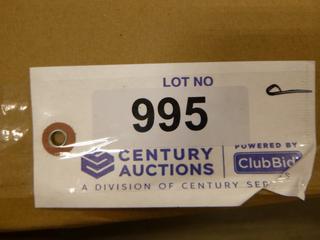 LOT NO
995
CENTURY
AUCTIONS
POWERED BY
ClubBid
A DIVISION OF CENTURY